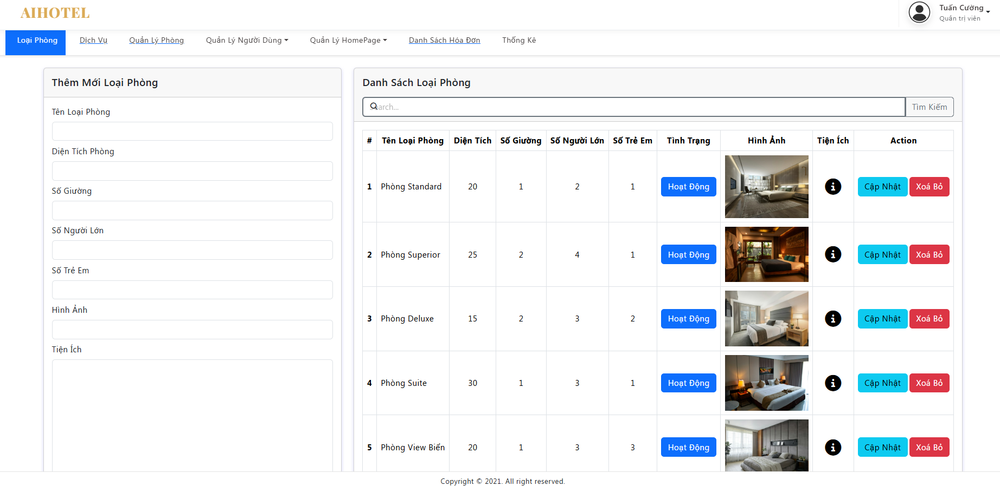 AIHOTEL
Tuấn Cường
Quản trị viên
Loại Phòng Dịch Vụ Quản Lý Phòng Quản Lý Người Dùng Quản Lý HomePage Danh Sách Hóa Đơn Thống Kê
Thêm Mới Loại Phòng
Tên Loại Phòng
Diện Tích Phòng
Số Giường
Số Người Lớn
Số Trẻ Em
Hình Ảnh
Tiện Ích
Danh Sách Loại Phòng
Search... Tìm Kiếm
# Tên Loại Phòng Diện Tích Số Giường Số Người Lớn Số Trẻ Em Tình Trạng Hình Ảnh Tiện Ích Action
1 Phòng Standard 20 1 2 1 Hoạt Động Cập Nhật Xoá Bỏ
2 Phòng Superior 25 2 4 1 Hoạt Động Cập Nhật Xoá Bỏ
3 Phòng Deluxe 15 2 3 2 Hoạt Động Cập Nhật Xoá Bỏ
4 Phòng Suite 30 1 3 1 Hoạt Động Cập Nhật Xoá Bỏ
5 Phòng View Biển 20 1 3 3 Hoạt Động Cập Nhật Xoá Bỏ
Copyright © 2021. All right reserved.